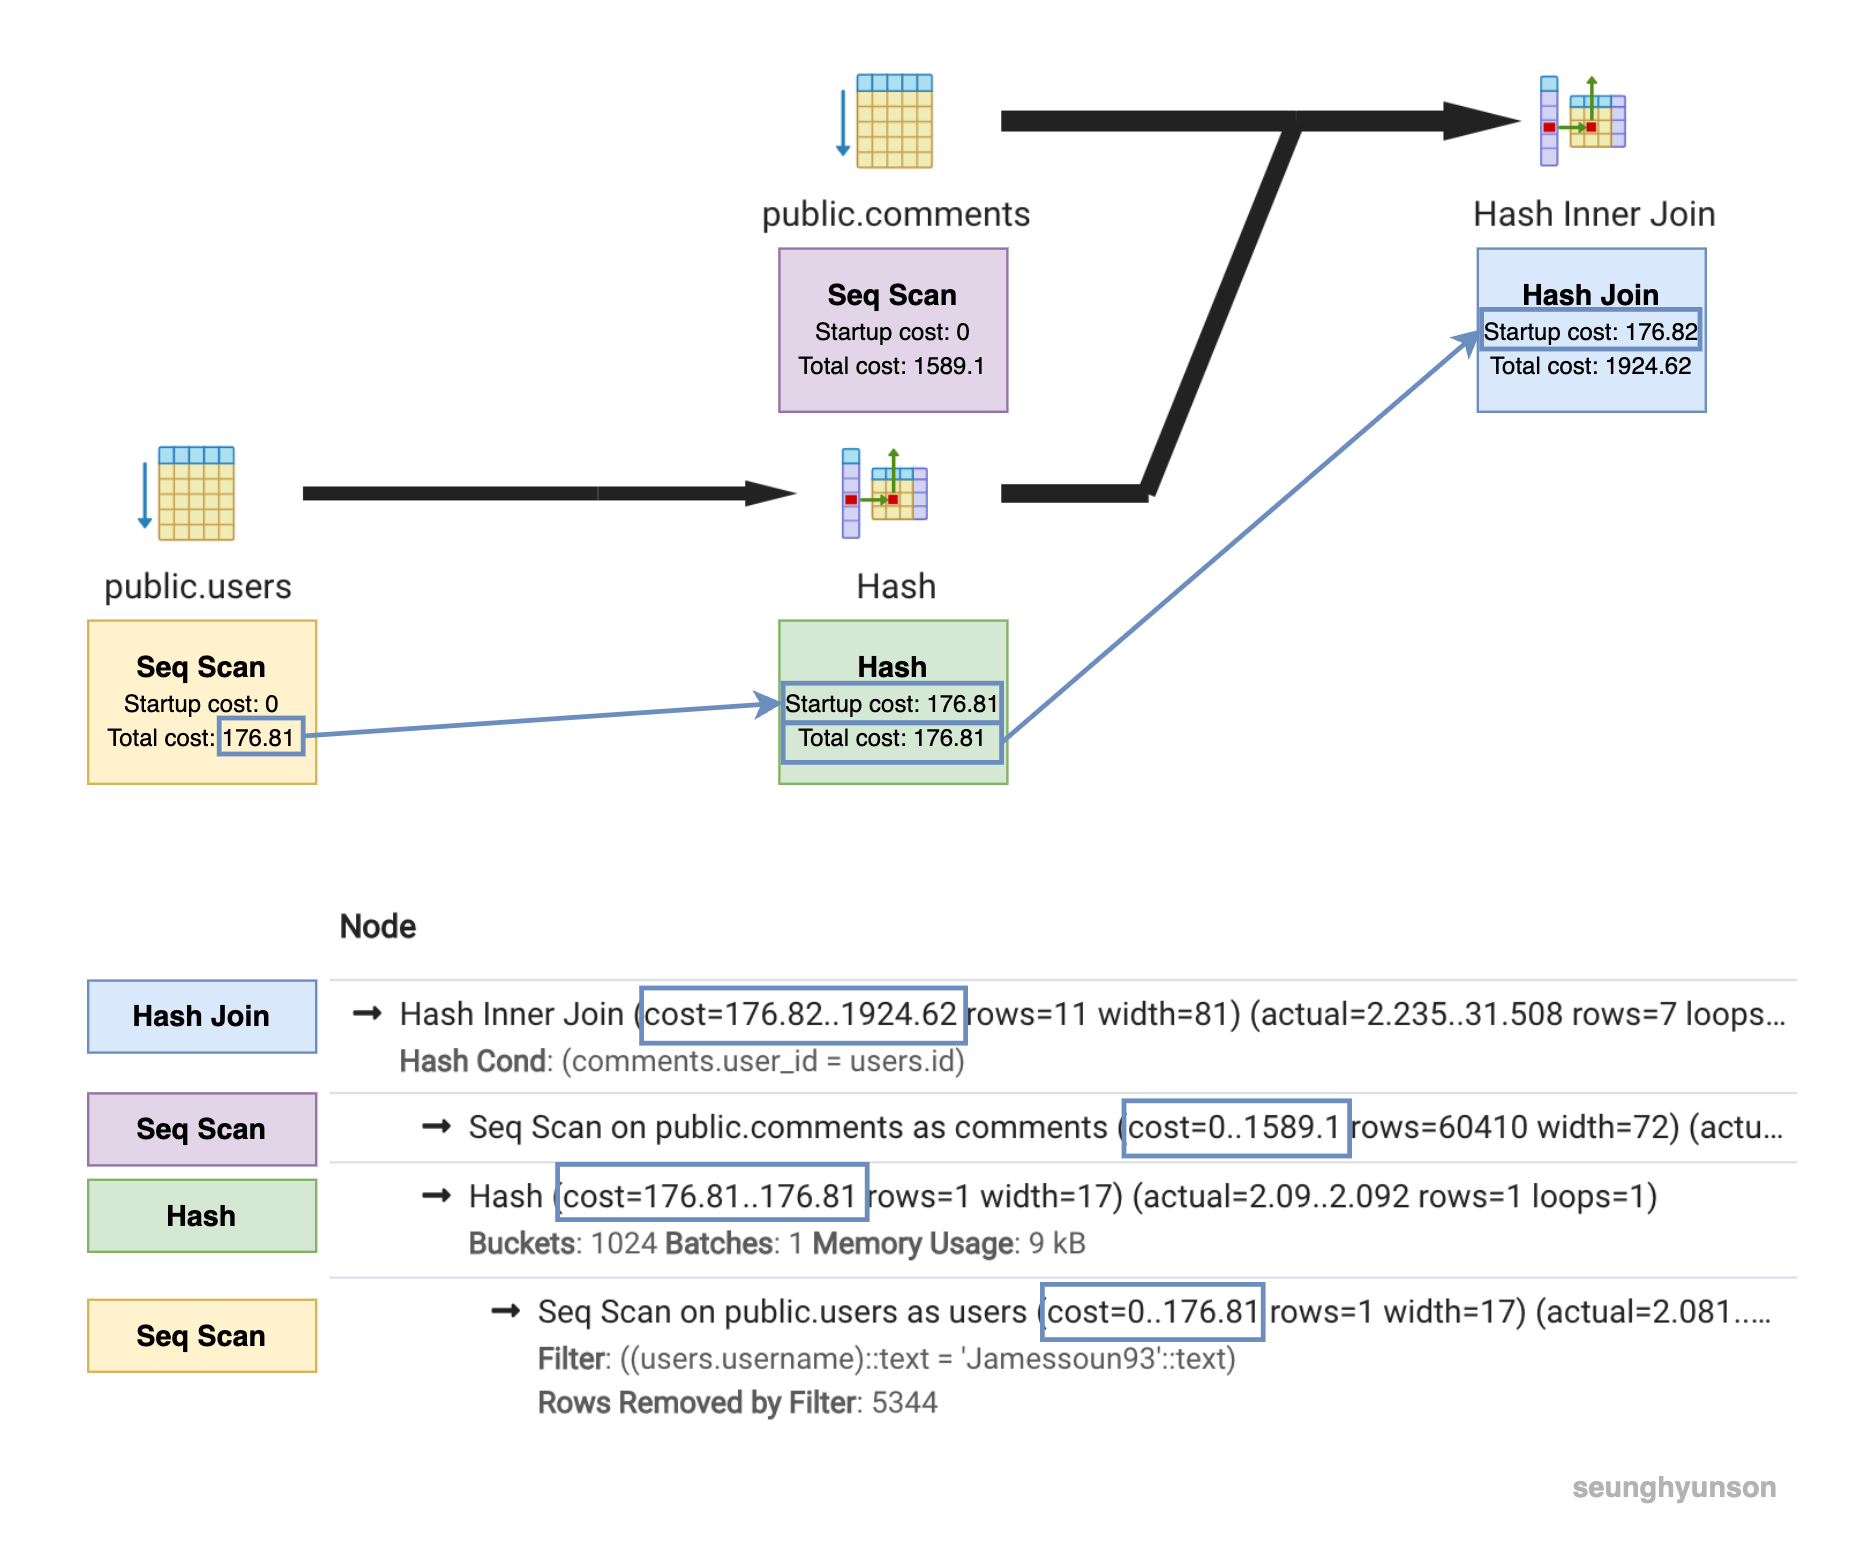 public.comments
Hash Inner Join
Seq Scan
Startup cost: 0
Total cost: 1589.1
Hash Join
Startup cost: 176.82
Total cost: 1924.62
public.users
Hash
Seq Scan
Startup cost: 0
Total cost: 176.81
Hash
Startup cost: 176.81
Total cost: 176.81
Node
Hash Join
Hash Inner Join (cost=176.82..1924.62 rows=11 width=81) (actual=2.235..31.508 rows=7 loops...
Hash Cond: (comments.user_id = users.id)
Seq Scan
Seq Scan on public.comments as comments (cost=0..1589.1 rows=60410 width=72) (actu...
Hash
Hash (cost=176.81..176.81 rows=1 width=17) (actual=2.09..2.092 rows=1 loops=1)
Buckets: 1024 Batches: 1 Memory Usage: 9 kB
Seq Scan
Seq Scan on public.users as users (cost=0..176.81 rows=1 width=17) (actual=2.081.....
Filter: ((users.username)::text = 'Jamessoun93'::text)
Rows Removed by Filter: 5344
seunghyunson